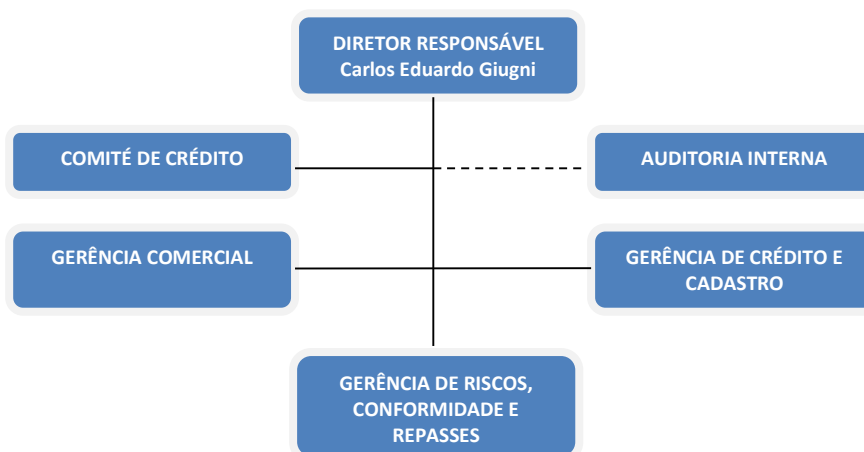 DIRETOR RESPONSÁVEL
Carlos Eduardo Giugni
COMITÉ DE CRÉDITO
AUDITORIA INTERNA
GERÊNCIA COMERCIAL
GERÊNCIA DE CRÉDITO E
CADASTRO
GERÊNCIA DE RISCOS,
CONFORMIDADE E
REPASSES